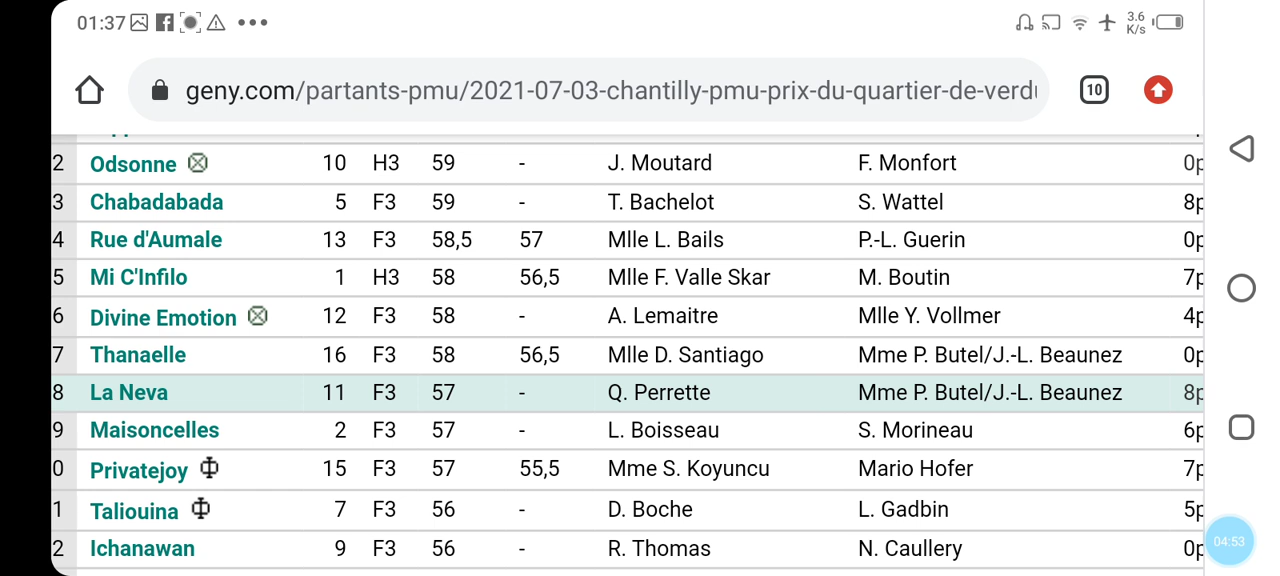 01:37
3.6 K/s
geny.com/partants-pmu/2021-07-03-chantilly-pmu-prix-du-quartier-de-verd
10
2 Odsonne 10 H3 59 - J. Moutard F. Monfort 0p
3 Chabadabada 5 F3 59 - T. Bachelot S. Wattel 8p
4 Rue d'Aumale 13 F3 58,5 57 Mlle L. Bails P.-L. Guerin 0p
5 Mi C'Infilo 1 H3 58 56,5 Mlle F. Valle Skar M. Boutin 7p
6 Divine Emotion 12 F3 58 - A. Lemaitre Mlle Y. Vollmer 4p
7 Thanaelle 16 F3 58 56,5 Mlle D. Santiago Mme P. Butel/J.-L. Beaunez 0p
8 La Neva 11 F3 57 - Q. Perrette Mme P. Butel/J.-L. Beaunez 8p
9 Maisoncelles 2 F3 57 - L. Boisseau S. Morineau 6p
0 Privatejoy 15 F3 57 55,5 Mme S. Koyuncu Mario Hofer 7p
1 Taliouina 7 F3 56 - D. Boche L. Gadbin 5p
2 Ichanawan 9 F3 56 - R. Thomas N. Caullery 0p
04:53